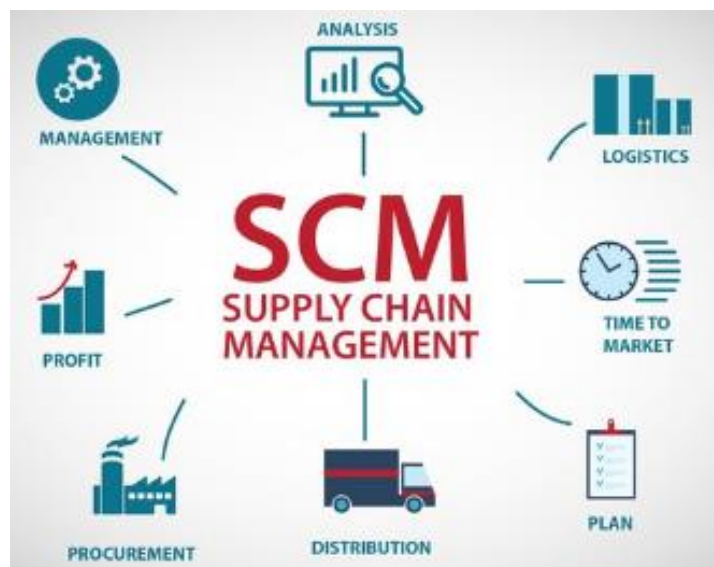 ANALYSIS
MANAGEMENT
LOGISTICS
SCM
SUPPLY CHAIN
MANAGEMENT
TIME TO
MARKET
PROFIT
PLAN
PROCUREMENT
DISTRIBUTION